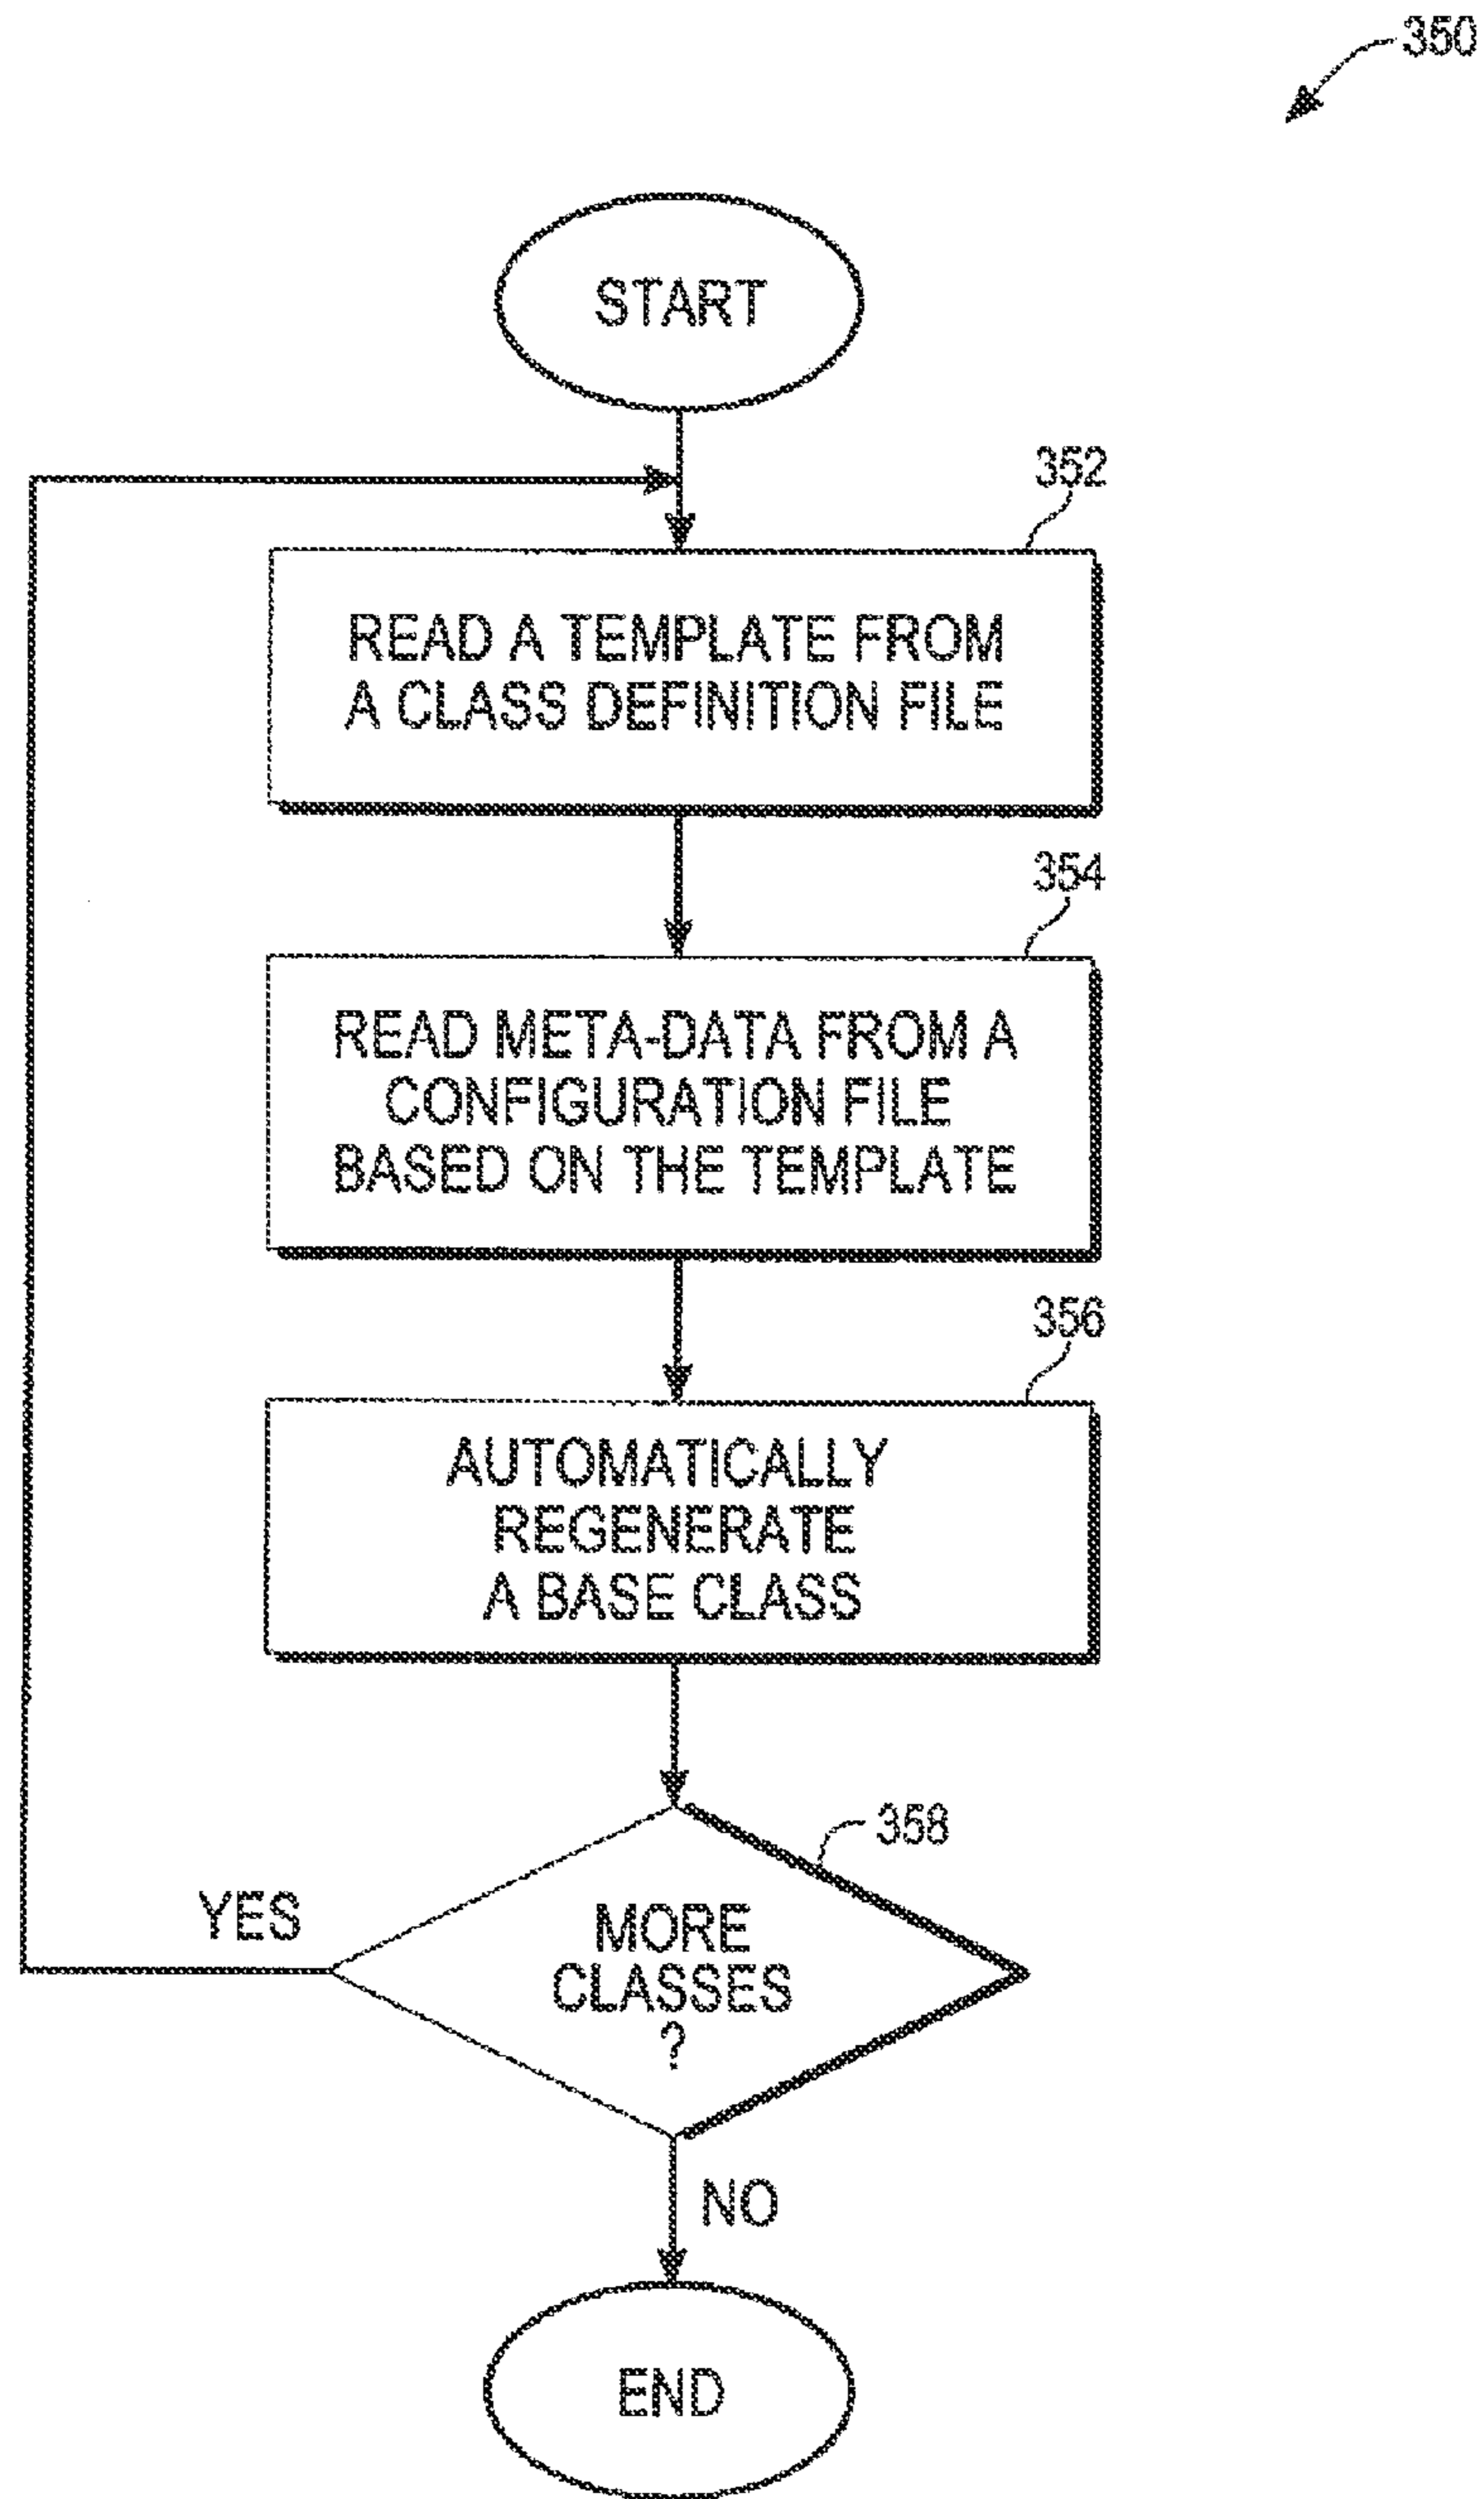 350
START
352
READ A TEMPLATE FROM
A CLASS DEFINITION FILE
354
READ META-DATA FROM A
CONFIGURATION FILE
BASED ON THE TEMPLATE
356
AUTOMATICALLY
REGENERATE
A BASE CLASS
358
YES
MORE
CLASSES
?
NO
END